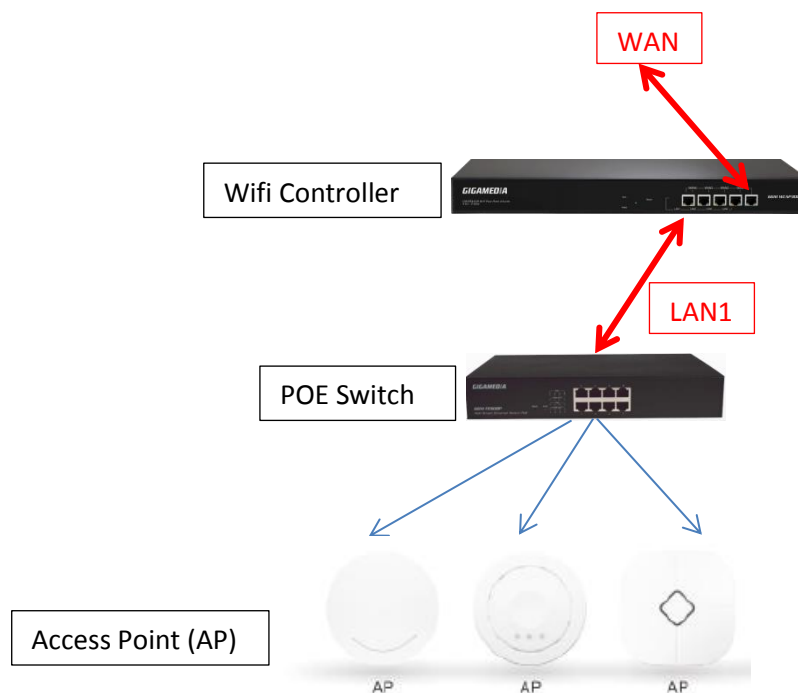 WAN
Wifi Controller
GIGAMEDIA
LAN1
POE Switch
GIGAMEDIA
Access Point (AP)
AP
AP
AP